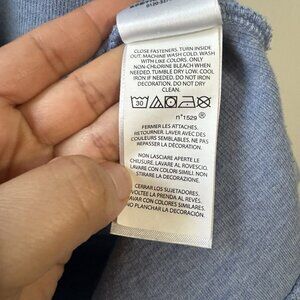 CLOSE FASTENERS. TURN INSIDE
OUT. MACHINE WASH COLD. WASH
WITH LIKE COLORS. ONLY
NON-CHLORINE BLEACH WHEN
NEEDED. TUMBLE DRY LOW. COOL
IRON IF NEEDED. DO NOT IRON
DECORATION. DO NOT DRY
CLEAN.
30
n°1529 ®
FERMER LES ATTACHES.
RETOURNER. LAVER AVEC DES
COULEURS SEMBLABLES. NE PAS
REPASSER LA DÉCORATION.
NON LASCIARE APERTE LE
CHIUSURE. LAVARE AL ROVESCIO.
LAVARE CON COLORI SIMILI. NON
STIRARE LA DECORAZIONE.
CERRAR LOS SUJETADORES.
VOLTEE LA PRENDA AL REVÉS.
LAVAR CON COLORES SIMILARES.
NO PLANCHAR LA DECORACIÓN.